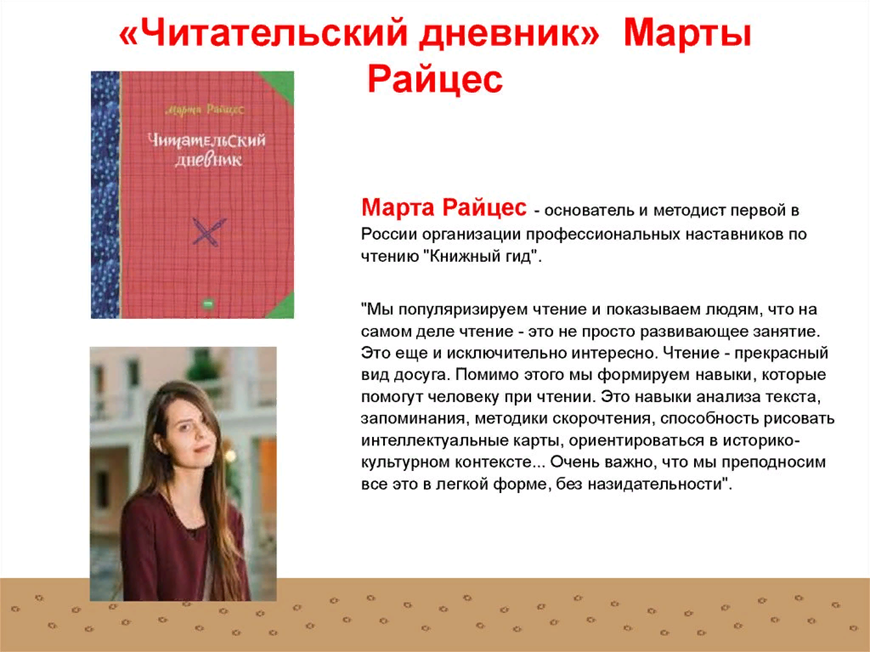 «Читательский дневник»  Марты
Райцес
Марта Райцес
Читательский
дневник
Марта Райцес - основатель и методист первой в
России организации профессиональных наставников по
чтению "Книжный гид".
"Мы популяризируем чтение и показываем людям, что на
самом деле чтение - это не просто развивающее занятие.
Это еще и исключительно интересно. Чтение - прекрасный
вид досуга. Помимо этого мы формируем навыки, которые
помогут человеку при чтении. Это навыки анализа текста,
запоминания, методики скорочтения, способность рисовать
интеллектуальные карты, ориентироваться в историко-
культурном контексте... Очень важно, что мы преподносим
все это в легкой форме, без назидательности".